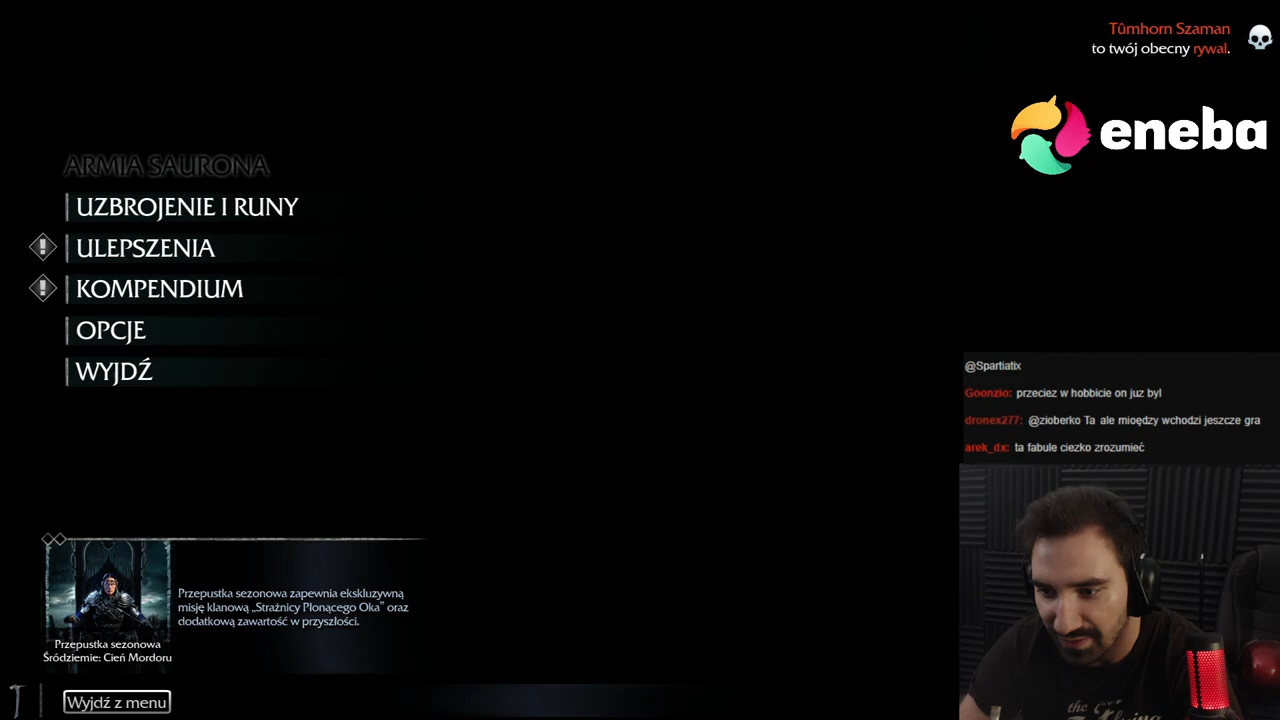 Tûmhorn Szaman
to twój obecny rywal.
eneba
ARMIA SAURONA
UZBROJENIE I RUNY
ULEPSZENIA
KOMPENDIUM
OPCJE
WYJDŹ
@Spartiatix
Goonzio: przeciez w hobbicie on juz byl
dronex277: @zioberko Ta ale mioędzy wchodzi jeszcze gra
arek_dx: ta fabule ciezko zrozumieć
Przepustka sezonowa zapewnia ekskluzywną
misję klanową „Strażnicy Płonącego Oka” oraz
dodatkową zawartość w przyszłości.
Przepustka sezonowa
Śródziemie: Cień Mordoru
Wyjdź z menu
the